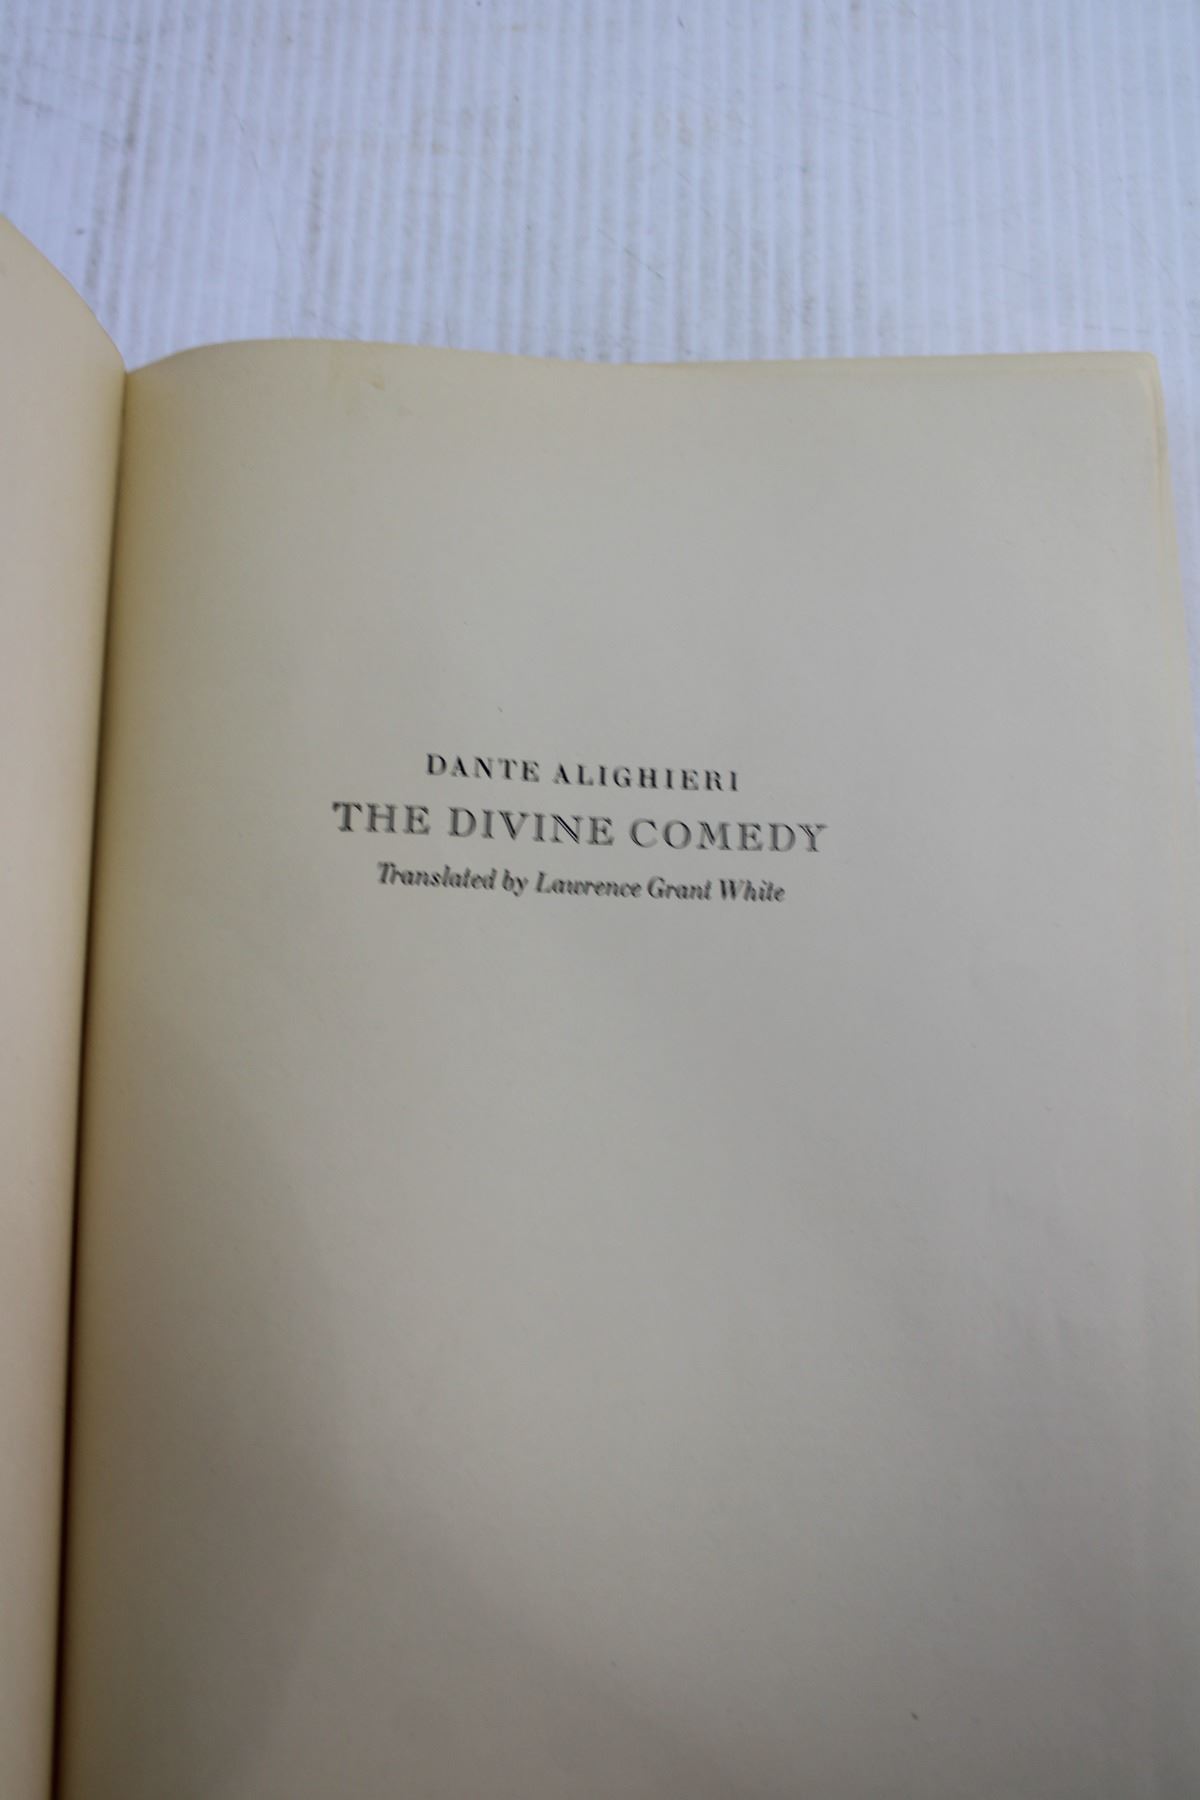 DANTE ALIGHIERI
THE DIVINE COMEDY
Translated by Lawrence Grant White